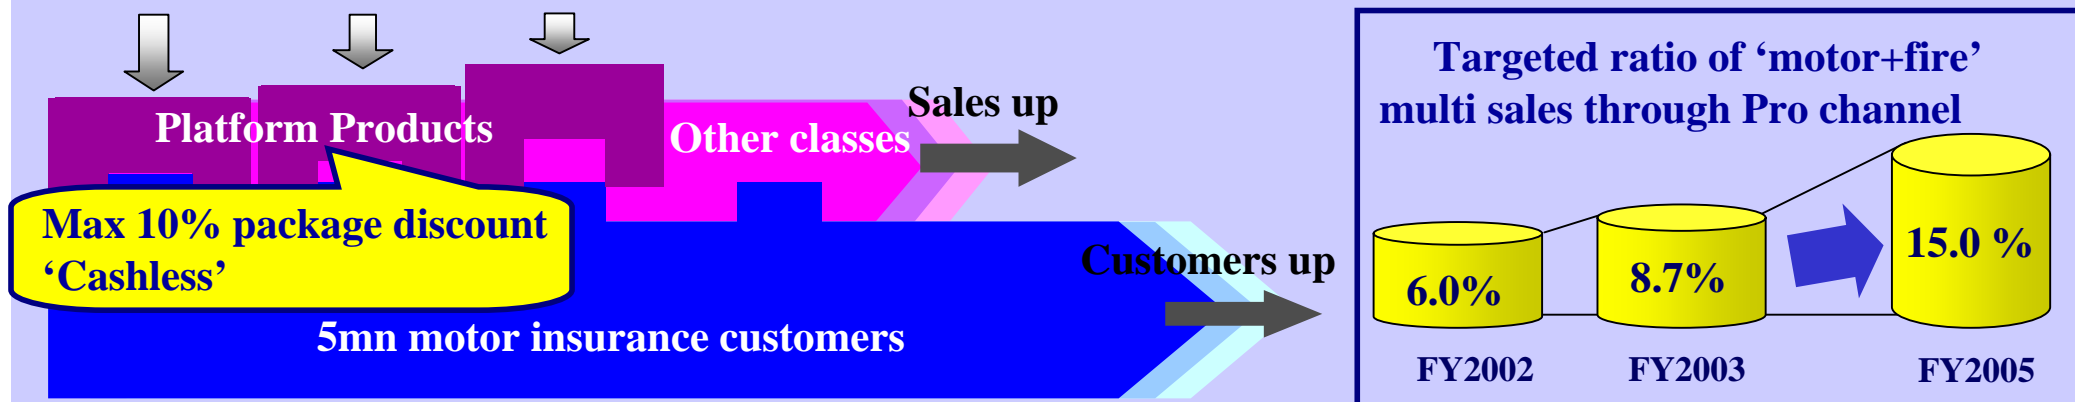 Platform Products
Other classes
Sales up
Max 10% package discount
‘Cashless’
Customers up
5mn motor insurance customers
Targeted ratio of ‘motor+fire’
multi sales through Pro channel
6.0%
8.7%
15.0 %
FY2002
FY2003
FY2005